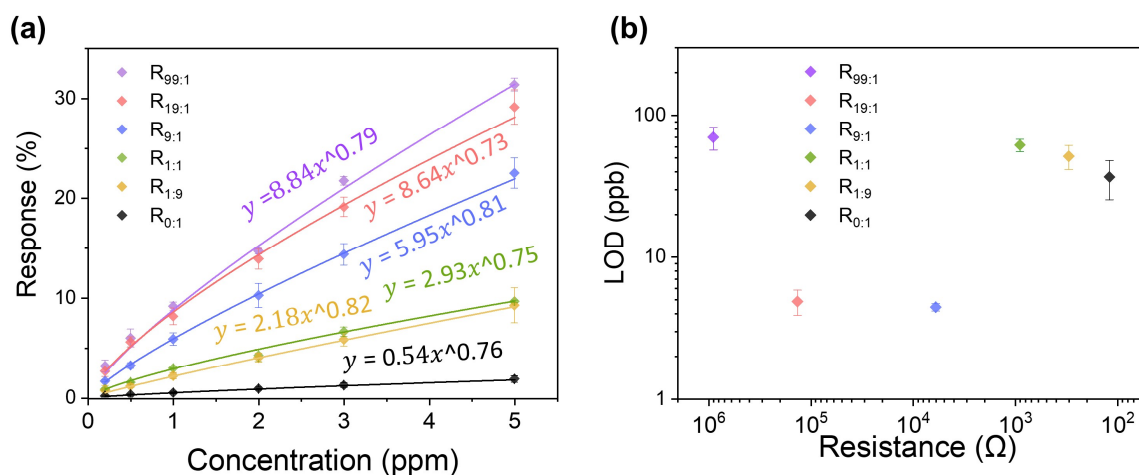 (a)
Response (%)
30
20
10
0
R99:1
R19:1
R9:1
R1:1
R1:9
R0:1
y =8.84x^0.79
y = 8.64x^0.73
y = 5.95x^0.81
y = 2.93x^0.75
y = 2.18x^0.82
y = 0.54x^0.76
0 1 2 3 4 5
Concentration (ppm)
(b)
LOD (ppb)
100
10
1
R99:1
R19:1
R9:1
R1:1
R1:9
R0:1
10^6 10^5 10^4 10^3 10^2
Resistance (Ω)